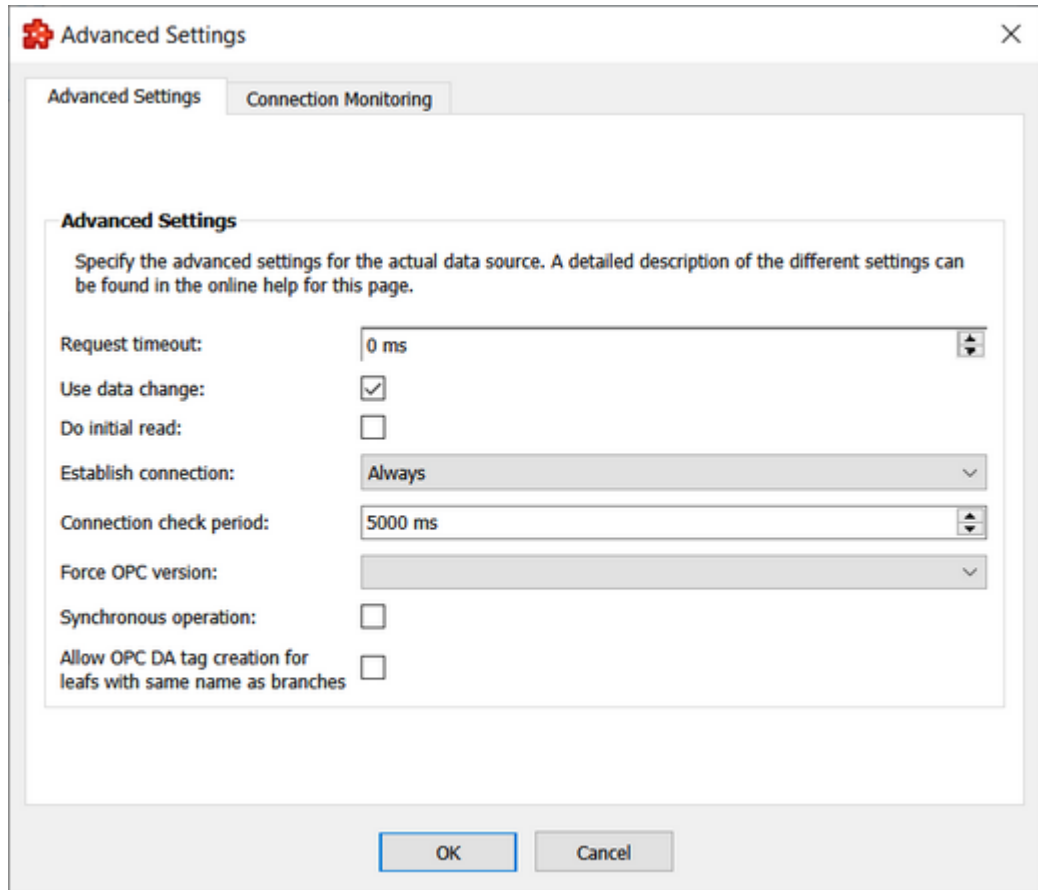 Advanced Settings
Advanced Settings
Connection Monitoring
Advanced Settings
Specify the advanced settings for the actual data source. A detailed description of the different settings can
be found in the online help for this page.
Request timeout:
0 ms
Use data change:
Do initial read:
Establish connection:
Always
Connection check period:
5000 ms
Force OPC version:
Synchronous operation:
Allow OPC DA tag creation for
leafs with same name as branches
OK
Cancel